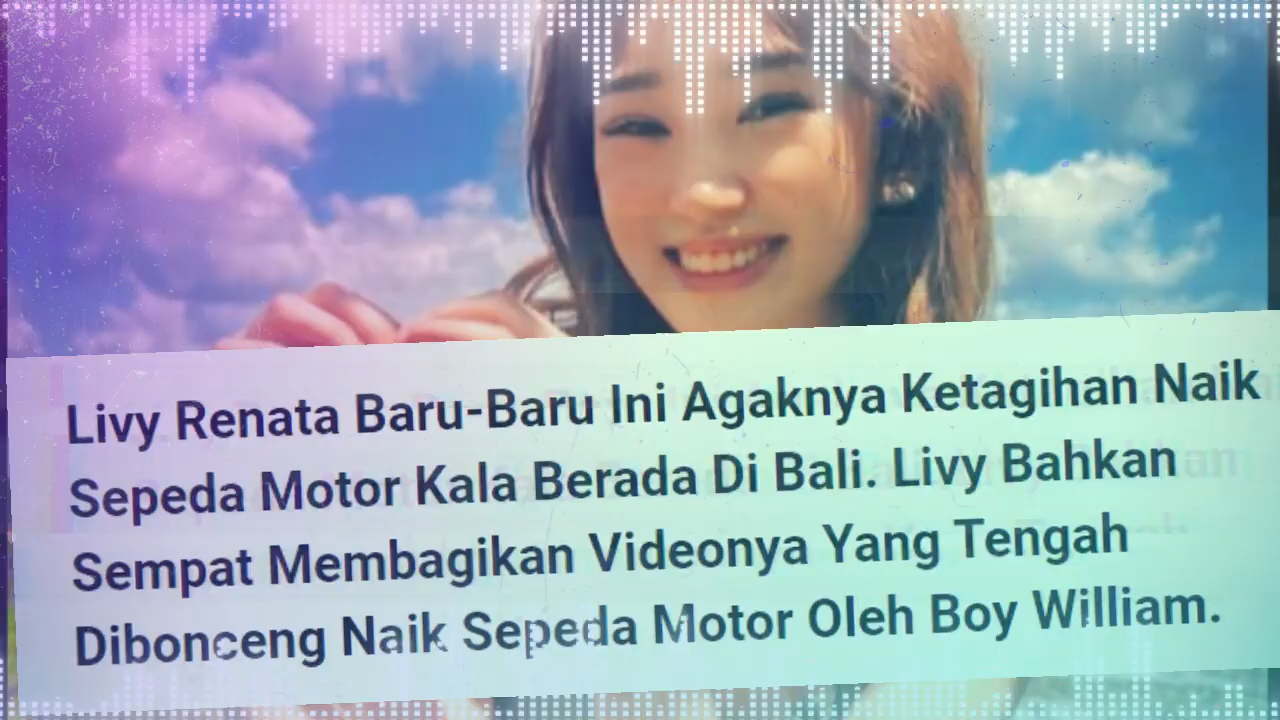 Livy Renata Baru-Baru Ini Agaknya Ketagihan Naik
Sepeda Motor Kala Berada Di Bali. Livy Bahkan
Sempat Membagikan Videonya Yang Tengah
Dibonceng Naik Sepeda Motor Oleh Boy William.